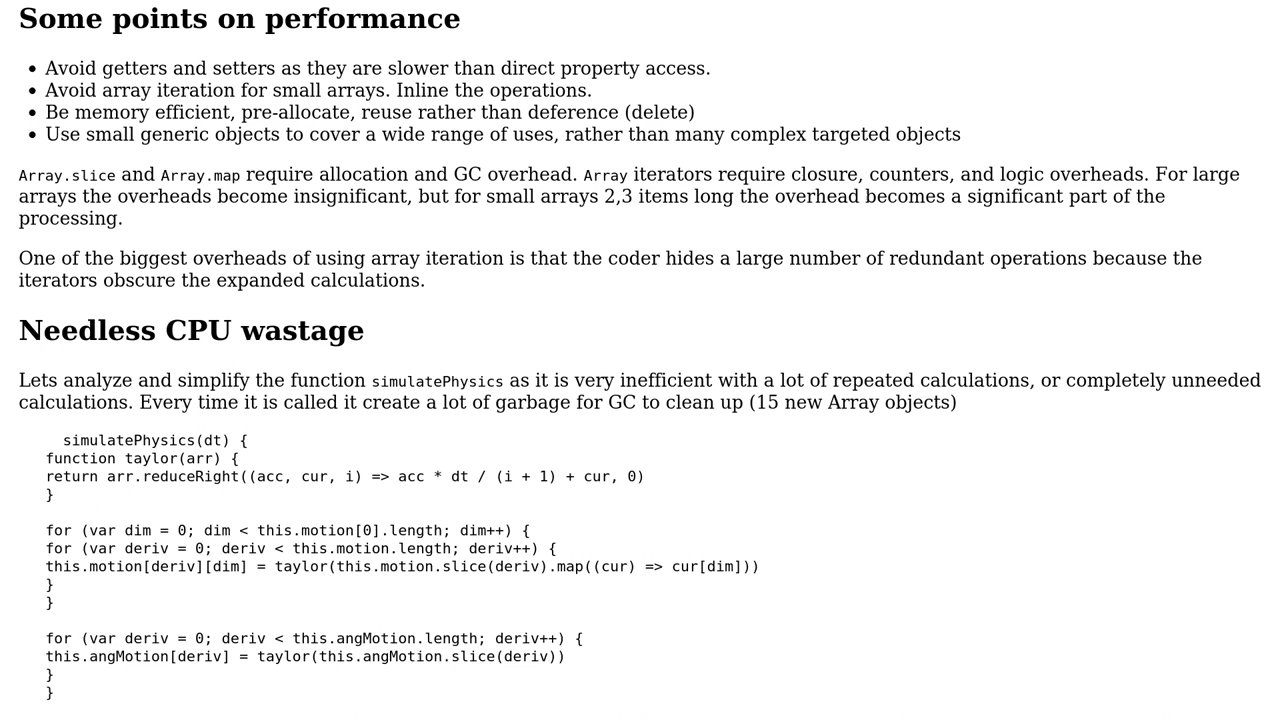 Some points on performance
• Avoid getters and setters as they are slower than direct property access.
• Avoid array iteration for small arrays. Inline the operations.
• Be memory efficient, pre-allocate, reuse rather than deference (delete)
• Use small generic objects to cover a wide range of uses, rather than many complex targeted objects
Array.slice and Array.map require allocation and GC overhead. Array iterators require closure, counters, and logic overheads. For large
arrays the overheads become insignificant, but for small arrays 2,3 items long the overhead becomes a significant part of the
processing.
One of the biggest overheads of using array iteration is that the coder hides a large number of redundant operations because the
iterators obscure the expanded calculations.
Needless CPU wastage
Lets analyze and simplify the function simulatePhysics as it is very inefficient with a lot of repeated calculations, or completely unneeded
calculations. Every time it is called it create a lot of garbage for GC to clean up (15 new Array objects)
simulatePhysics(dt) {
function taylor(arr) {
return arr.reduceRight((acc, cur, i) => acc * dt / (i + 1) + cur, 0)
}
for (var dim = 0; dim < this.motion[0].length; dim++) {
for (var deriv = 0; deriv < this.motion.length; deriv++) {
this.motion[deriv][dim] = taylor(this.motion.slice(deriv).map((cur) => cur[dim]))
}
}
for (var deriv = 0; deriv < this.angMotion.length; deriv++) {
this.angMotion[deriv] = taylor(this.angMotion.slice(deriv))
}
}